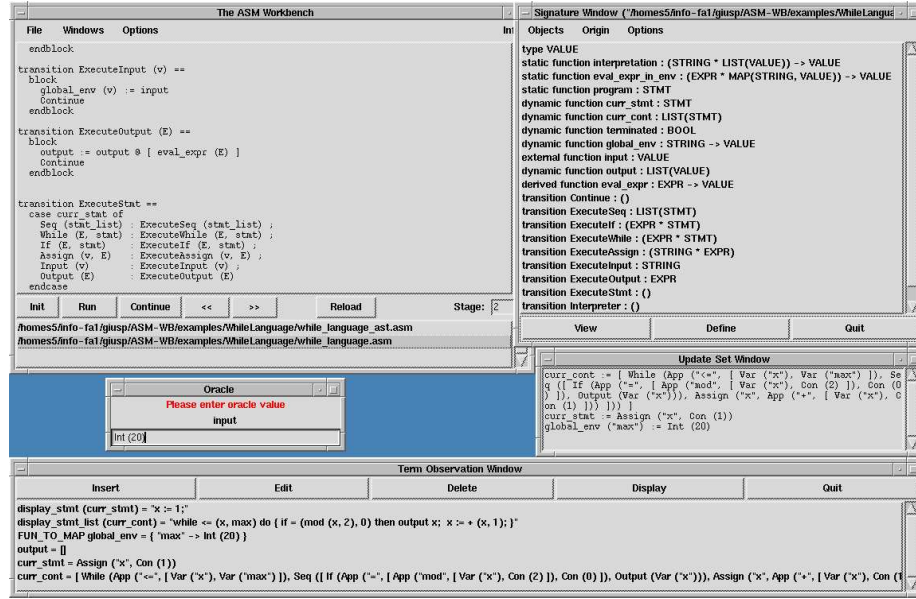 The ASM Workbench
File Windows Options Int
endblock
transition ExecuteInput (v) ==
block
global_env (v) := input
Continue
endblock
transition ExecuteOutput (E) ==
block
output := output @ [ eval_expr (E) ]
Continue
endblock
transition ExecuteStmt ==
case curr_stmt of
Seq (stmt_list) : ExecuteSeq (stmt_list) ;
While (E, stmt) : ExecuteWhile (E, stmt) ;
If (E, stmt) : ExecuteIf (E, stmt) ;
Assign (v, E) : ExecuteAssign (v, E) ;
Input (v) : ExecuteInput (v) ;
Output (E) : ExecuteOutput (E)
endcase
Init Run Continue << >> Reload Stage: 2
/homes5/info-fa1/giusp/ASM-WB/examples/WhileLanguage/while_language_ast.asm
/homes5/info-fa1/giusp/ASM-WB/examples/WhileLanguage/while_language.asm
Signature Window ("/homes5/info-fa1/giusp/ASM-WB/examples/WhileLangua
Objects Origin Options
type VALUE
static function interpretation : (STRING * LIST(VALUE)) -> VALUE
static function eval_expr_in_env : (EXPR * MAP(STRING, VALUE)) -> VALUE
static function program : STMT
dynamic function curr_stmt : STMT
dynamic function curr_cont : LIST(STMT)
dynamic function terminated : BOOL
dynamic function global_env : STRING -> VALUE
external function input : VALUE
dynamic function output : LIST(VALUE)
derived function eval_expr : EXPR -> VALUE
transition Continue : ()
transition ExecuteSeq : LIST(STMT)
transition ExecuteIf : (EXPR * STMT)
transition ExecuteWhile : (EXPR * STMT)
transition ExecuteAssign : (STRING * EXPR)
transition ExecuteInput : STRING
transition ExecuteOutput : EXPR
transition ExecuteStmt : ()
transition Interpreter : ()
View Define Quit
Update Set Window
curr_cont := [ While (App ("<=", [ Var ("x"), Var ("max") ]), Se
q ([ If (App ("=", [ App ("mod", [ Var ("x"), Con (2) ]), Con (0
) ]), Output (Var ("x"))), Assign ("x", App ("+", [ Var ("x"), C
on (1) ])) ])) ]
curr_stmt := Assign ("x", Con (1))
global_env ("max") := Int (20)
Oracle
Please enter oracle value
input
Int (20)
Term Observation Window
Insert Edit Delete Display Quit
display_stmt (curr_stmt) = "x := 1;"
display_stmt_list (curr_cont) = "while <= (x, max) do { if = (mod (x, 2), 0) then output x; x := + (x, 1); }"
FUN_TO_MAP global_env = { "max" -> Int (20) }
output = []
curr_stmt = Assign ("x", Con (1))
curr_cont = [ While (App ("<=", [ Var ("x"), Var ("max") ]), Seq ([ If (App ("=", [ App ("mod", [ Var ("x"), Con (2) ]), Con (0) ]), Output (Var ("x"))), Assign ("x", App ("+", [ Var ("x"), Con (1